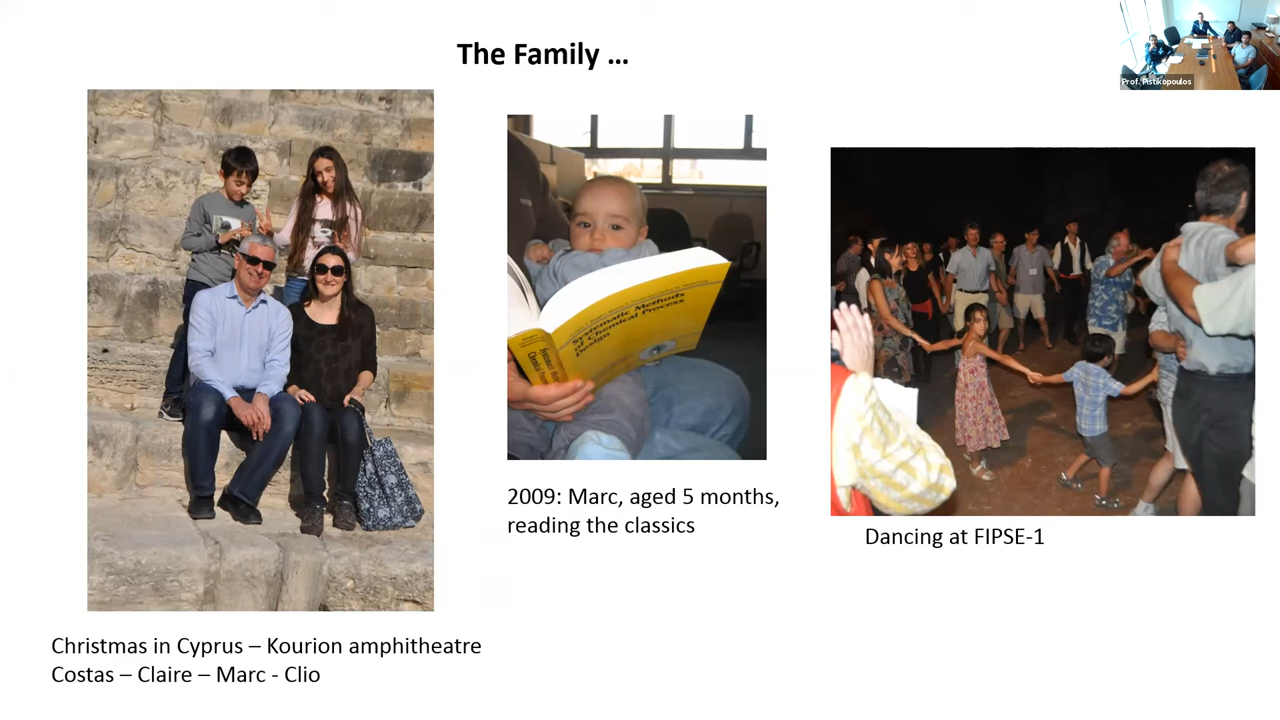 The Family ...
Prof. Pistikopoulos
Systematic Methods
of Chemical Process
Design
Christmas in Cyprus – Kourion amphitheatre
Costas – Claire – Marc - Clio
2009: Marc, aged 5 months,
reading the classics
Dancing at FIPSE-1